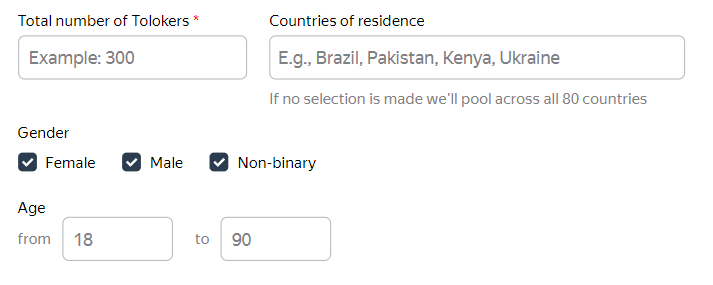 Total number of Tolokers *
Countries of residence
Example: 300
E.g., Brazil, Pakistan, Kenya, Ukraine
If no selection is made we'll pool across all 80 countries
Gender
Female Male Non-binary
Age
from 18 to 90